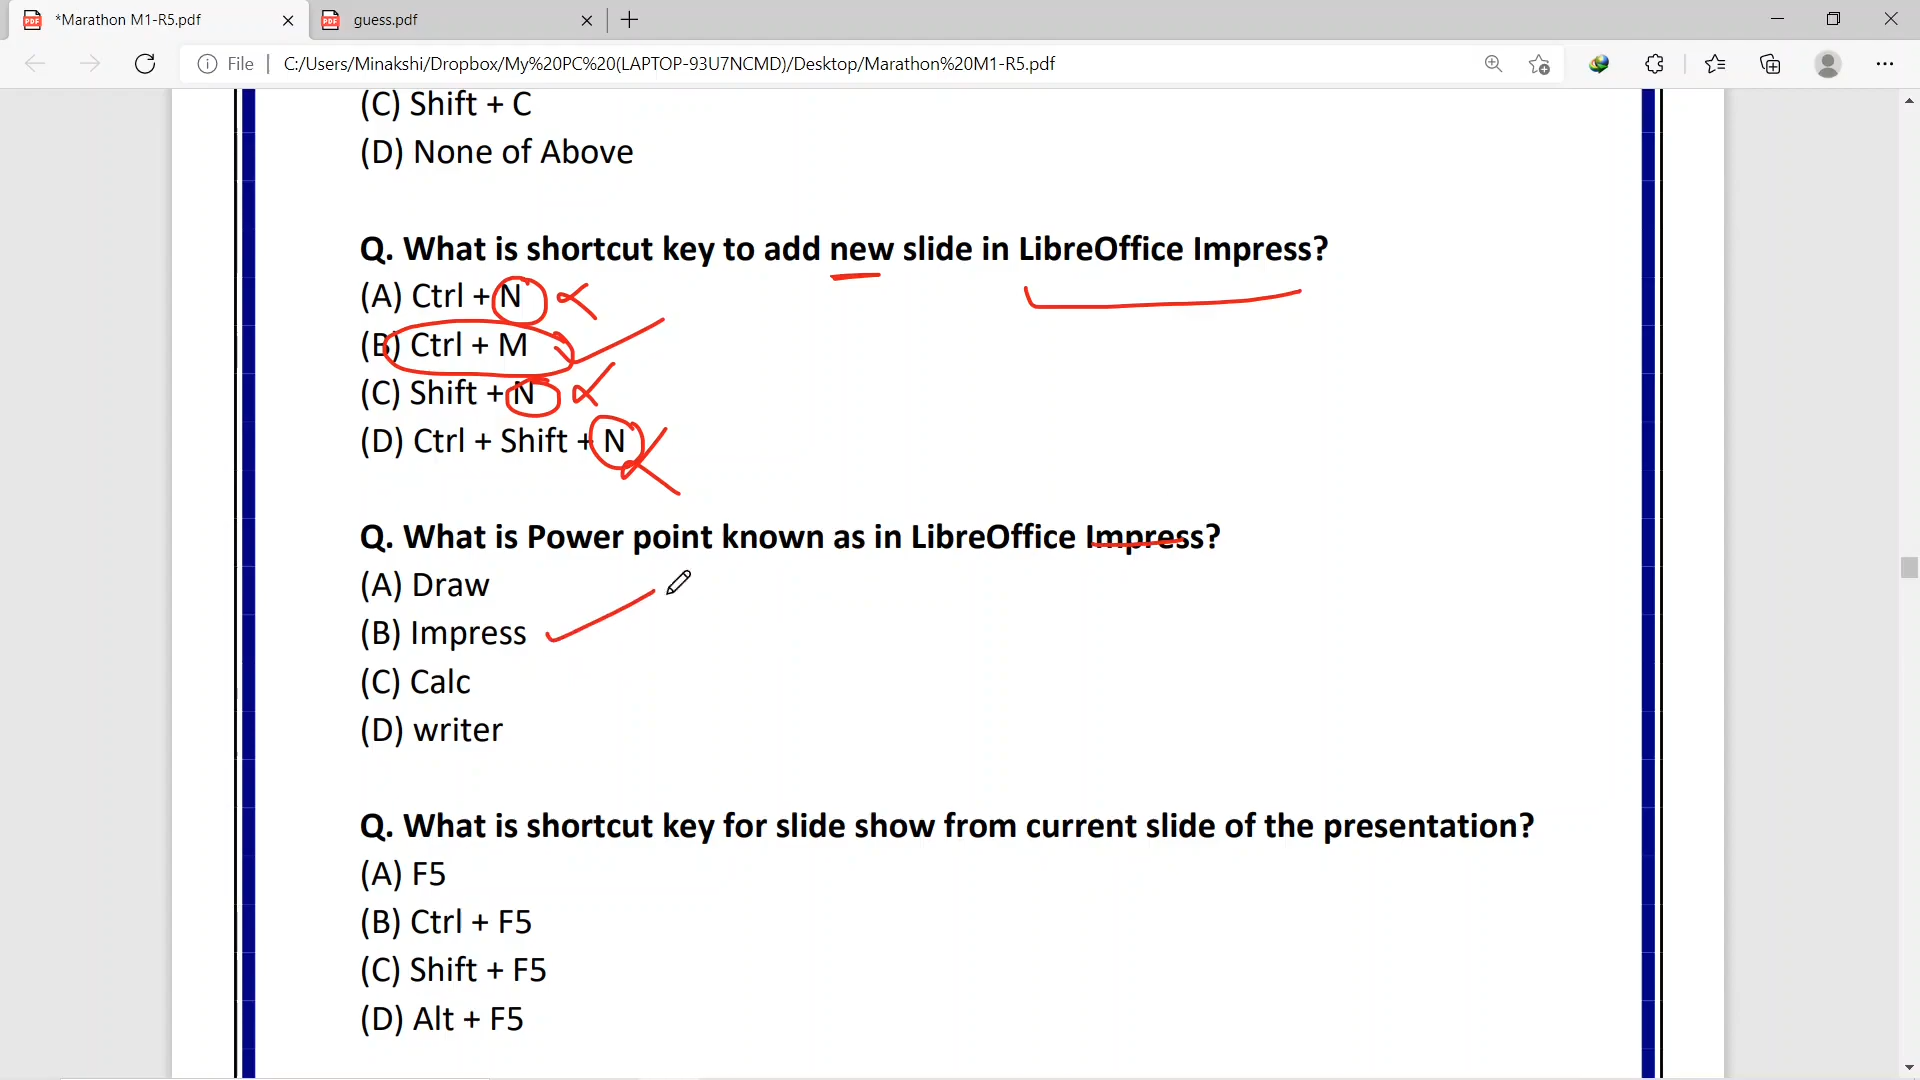 *Marathon M1-R5.pdf
guess.pdf
File
C:/Users/Minakshi/Dropbox/My%20PC%20(LAPTOP-93U7NCMD)/Desktop/Marathon%20M1-R5.pdf
(C) Shift + C
(D) None of Above
Q. What is shortcut key to add new slide in LibreOffice Impress?
(A) Ctrl + N
(B) Ctrl + M
(C) Shift + N
(D) Ctrl + Shift + N
Q. What is Power point known as in LibreOffice Impress?
(A) Draw
(B) Impress
(C) Calc
(D) writer
Q. What is shortcut key for slide show from current slide of the presentation?
(A) F5
(B) Ctrl + F5
(C) Shift + F5
(D) Alt + F5